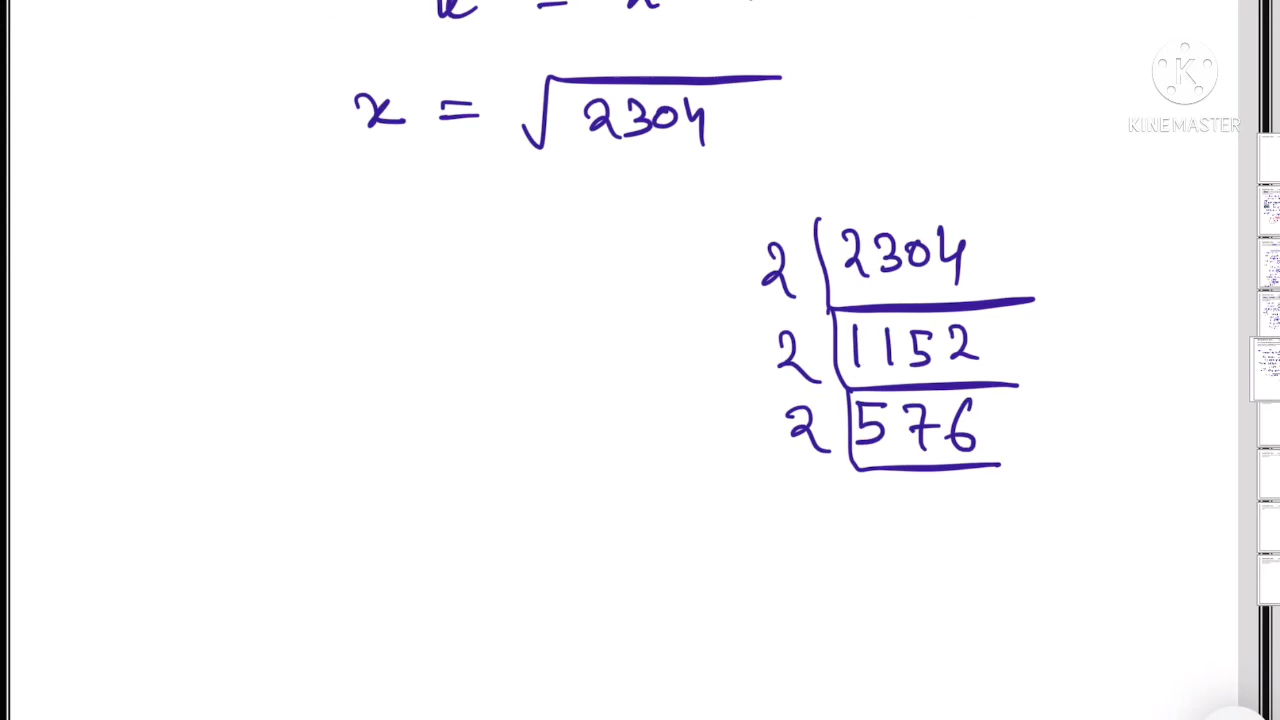 x = √2304
2 | 2304
2 | 1152
2 | 576
KINEMASTER